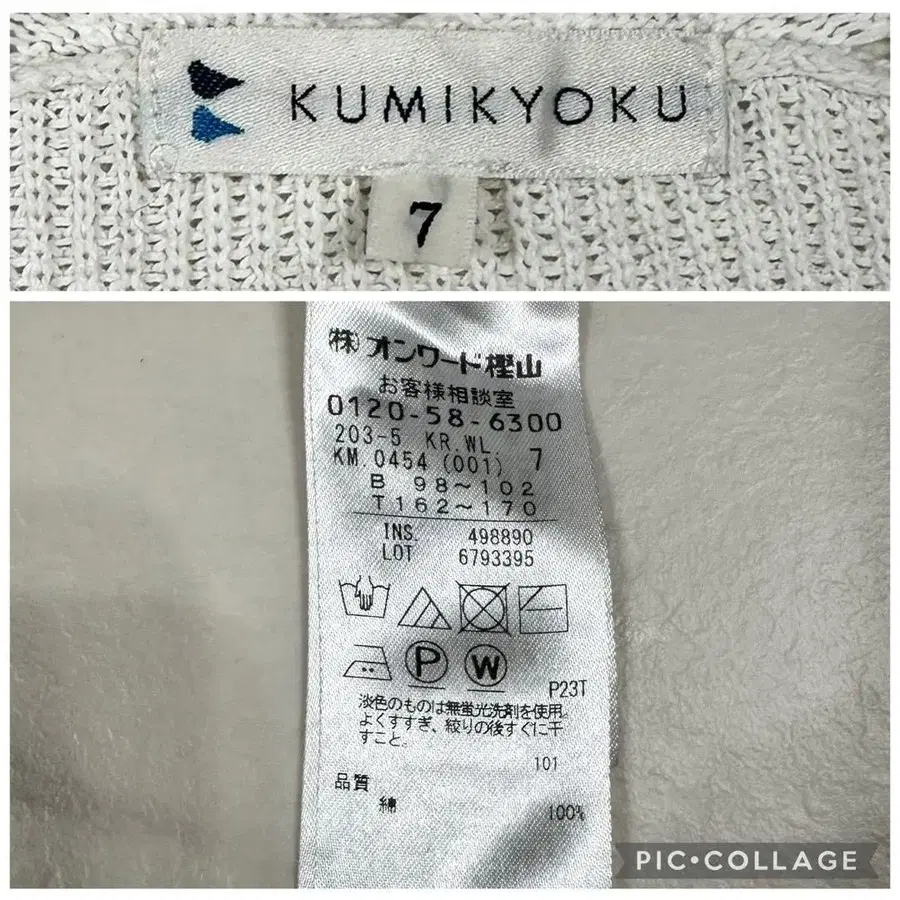 KUMIKYOKU
7
㈱オンワード樫山
お客様相談室
0120-58-6300
203-5 KR.WL.
KM.0454 (001) 7
B 98~102
T 162~170
INS. 498890
LOT 6793395
P W
P23T
淡色のものは無蛍光洗剤を使用。
よくすすぎ、絞りの後すぐに干
すこと。
101
品質
綿 100%
PIC•COLLAGE